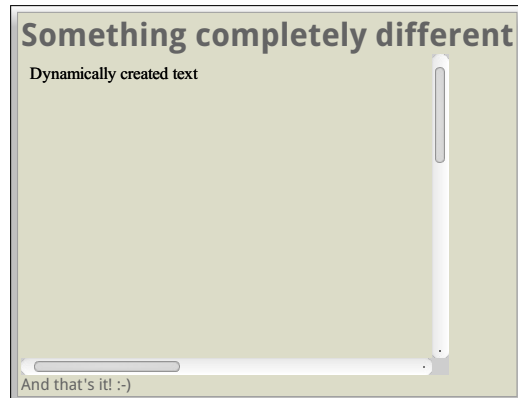 Something completely different
Dynamically created text
And that's it! :-)